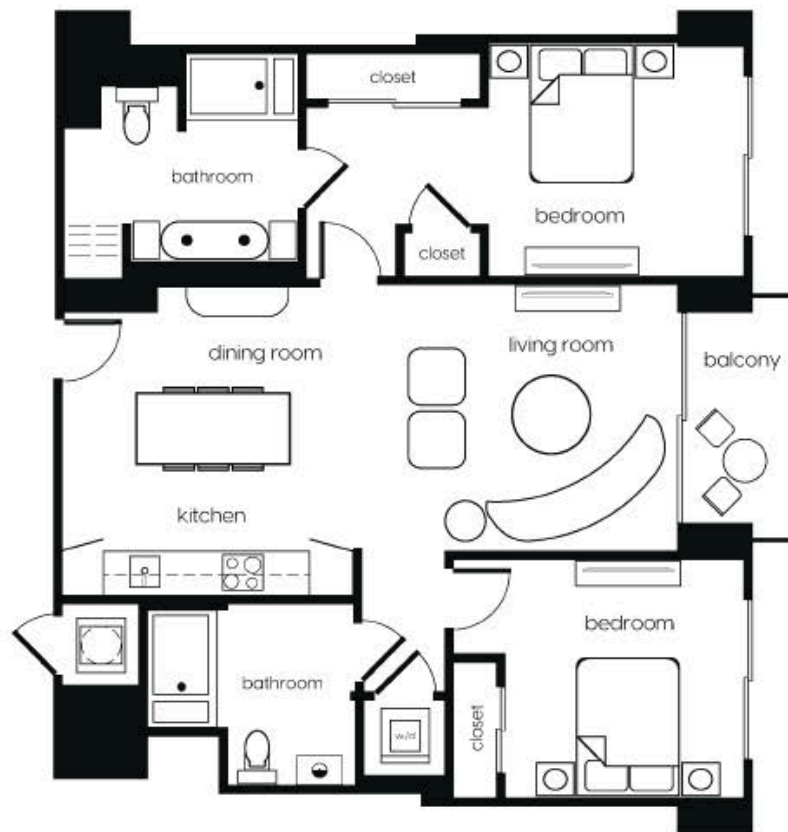 closet
bathroom
bedroom
closet
dining room
living room
balcony
kitchen
bedroom
bathroom
closet
w/d